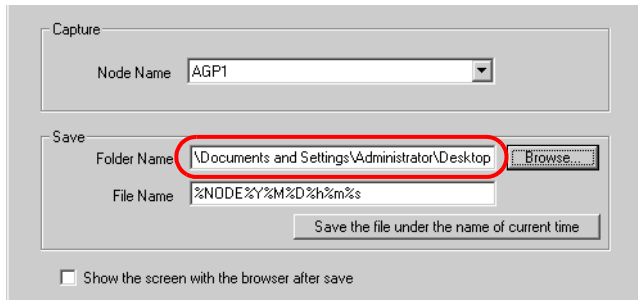 Capture
Node Name AGP1
Save
Folder Name \Documents and Settings\Administrator\Desktop Browse...
File Name %NODE%Y%M%D%h%m%s
Save the file under the name of current time
Show the screen with the browser after save